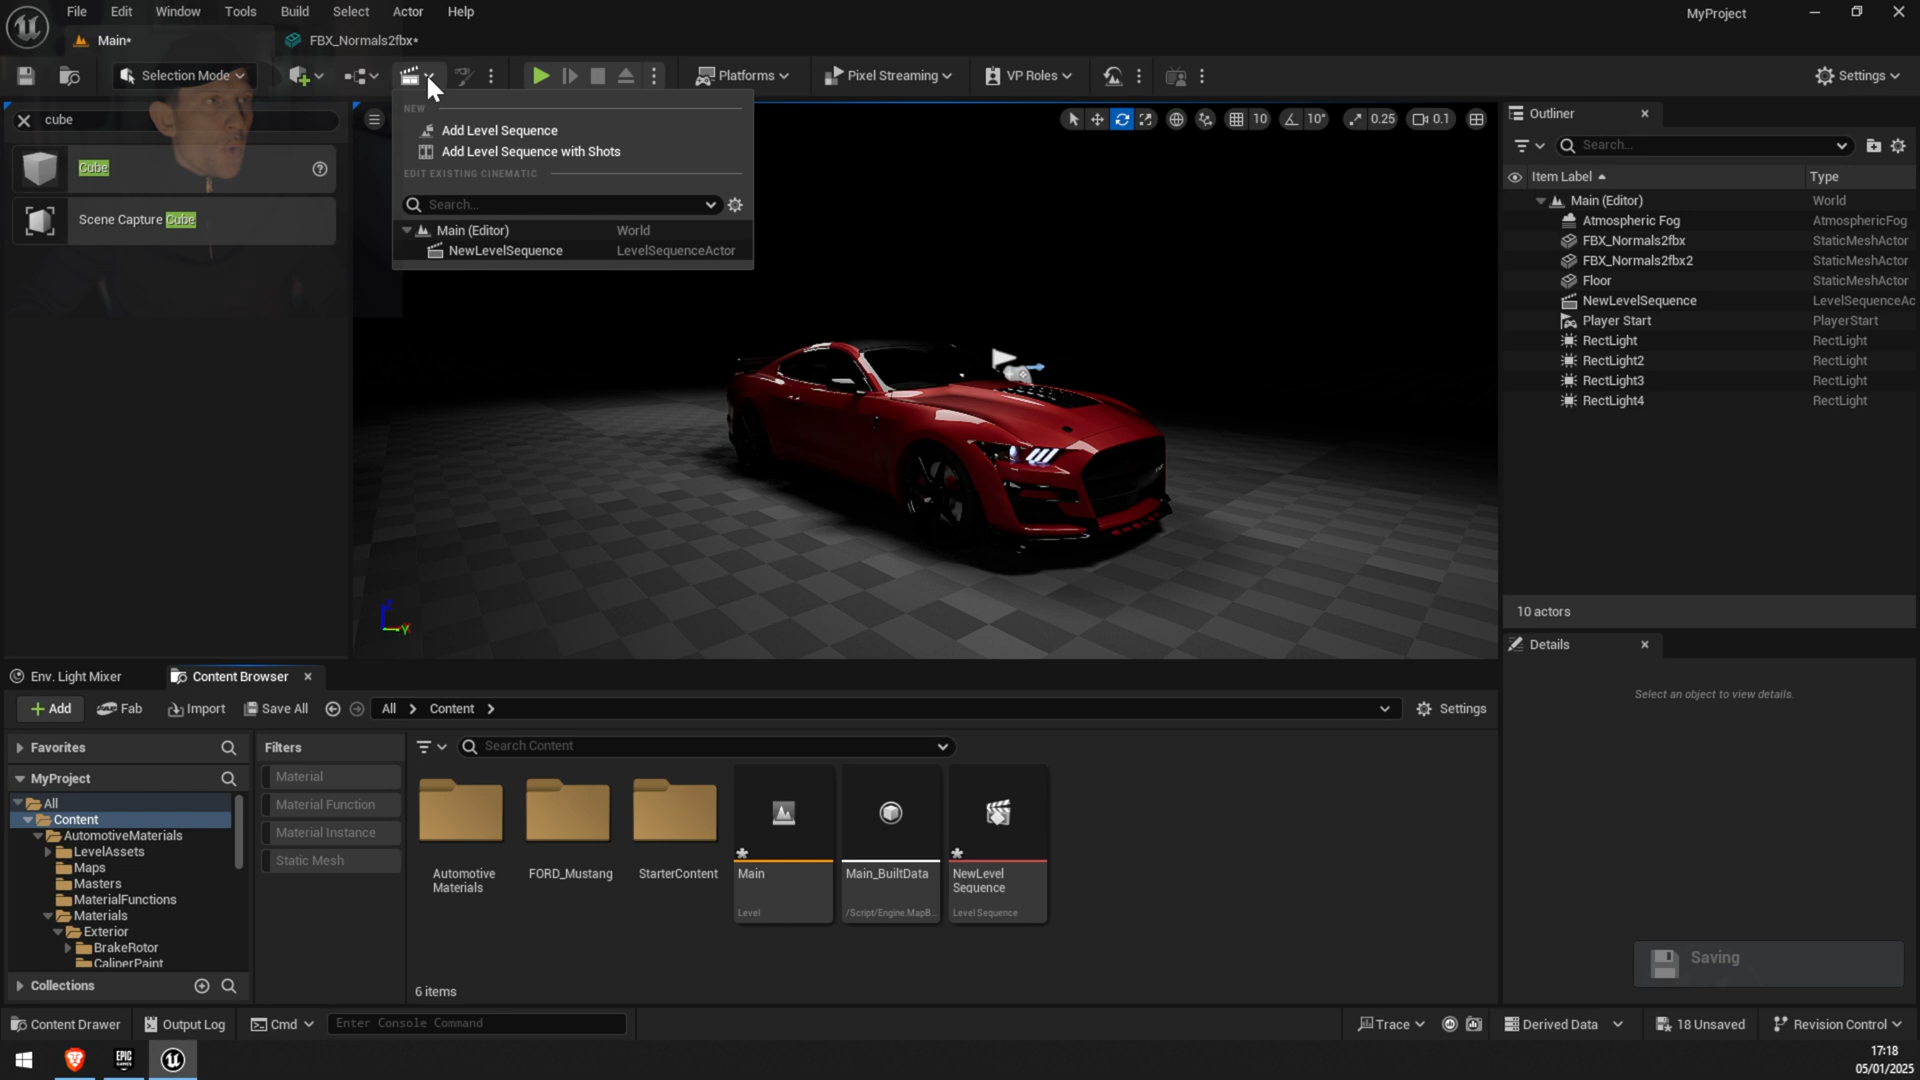 File Edit Window Tools Build Select Actor Help
MyProject
Main*
FBX_Normals2fbx*
Selection Mode
Platforms
Pixel Streaming
VP Roles
Settings
cube
Cube
Scene Capture Cube
NEW
Add Level Sequence
Add Level Sequence with Shots
EDIT EXISTING CINEMATIC
Search...
Main (Editor) World
NewLevelSequence LevelSequenceActor
10 10° 0.25 0.1
Outliner
Search...
Item Label Type
Main (Editor) World
Atmospheric Fog AtmosphericFog
FBX_Normals2fbx StaticMeshActor
FBX_Normals2fbx2 StaticMeshActor
Floor StaticMeshActor
NewLevelSequence LevelSequenceAc
Player Start PlayerStart
RectLight RectLight
RectLight2 RectLight
RectLight3 RectLight
RectLight4 RectLight
10 actors
Details
Select an object to view details.
Env. Light Mixer
Content Browser
Add Fab Import Save All All Content Settings
Favorites
MyProject
All
Content
AutomotiveMaterials
LevelAssets
Maps
Masters
MaterialFunctions
Materials
Exterior
BrakeRotor
CaliperPaint
Collections
Filters
Material
Material Function
Material Instance
Static Mesh
Search Content
Automotive
Materials
FORD_Mustang
StarterContent
Main
Level
Main_BuiltData
/Script/Engine.MapB...
NewLevel
Sequence
Level Sequence
6 items
Saving
Content Drawer Output Log Cmd Enter Console Command Trace Derived Data 18 Unsaved Revision Control
EPIC
GAMES
17:18
05/01/2025